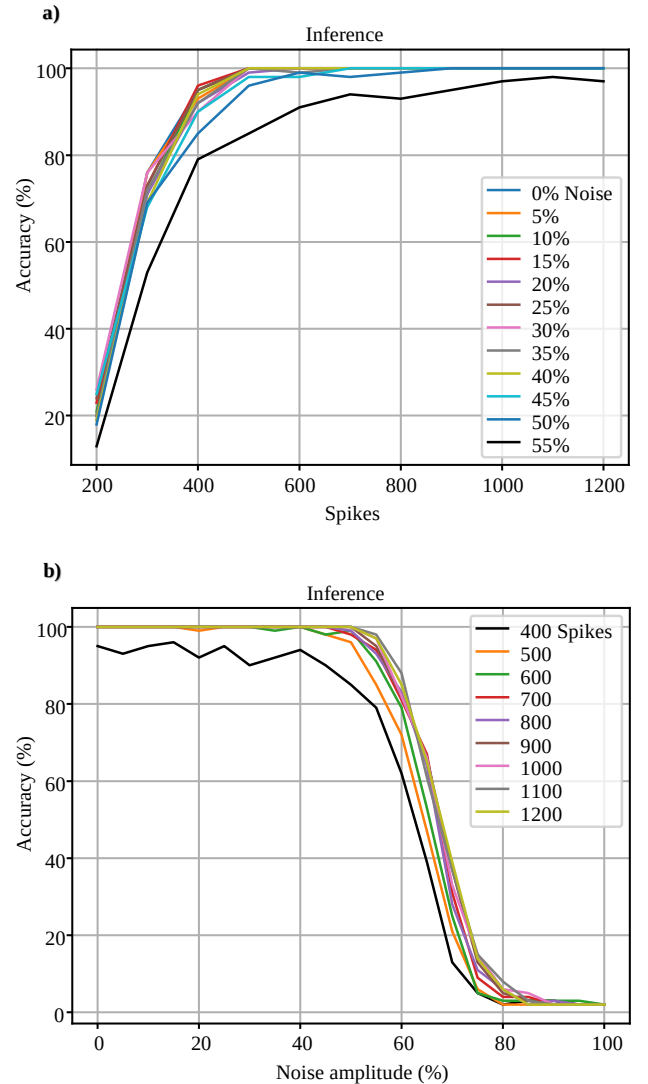 a)
Inference
100
80
60
40
20
Accuracy (%)
0% Noise
5%
10%
15%
20%
25%
30%
35%
40%
45%
50%
55%
200 400 600 800 1000 1200
Spikes
b)
Inference
100
80
60
40
20
0
Accuracy (%)
400 Spikes
500
600
700
800
900
1000
1100
1200
0 20 40 60 80 100
Noise amplitude (%)